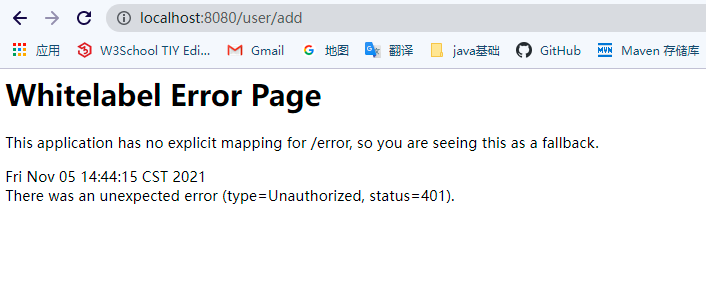 localhost:8080/user/add
应用 W3School TIY Edi... Gmail 地图 翻译 java基础 GitHub MVN Maven 存储库
Whitelabel Error Page
This application has no explicit mapping for /error, so you are seeing this as a fallback.
Fri Nov 05 14:44:15 CST 2021
There was an unexpected error (type=Unauthorized, status=401).